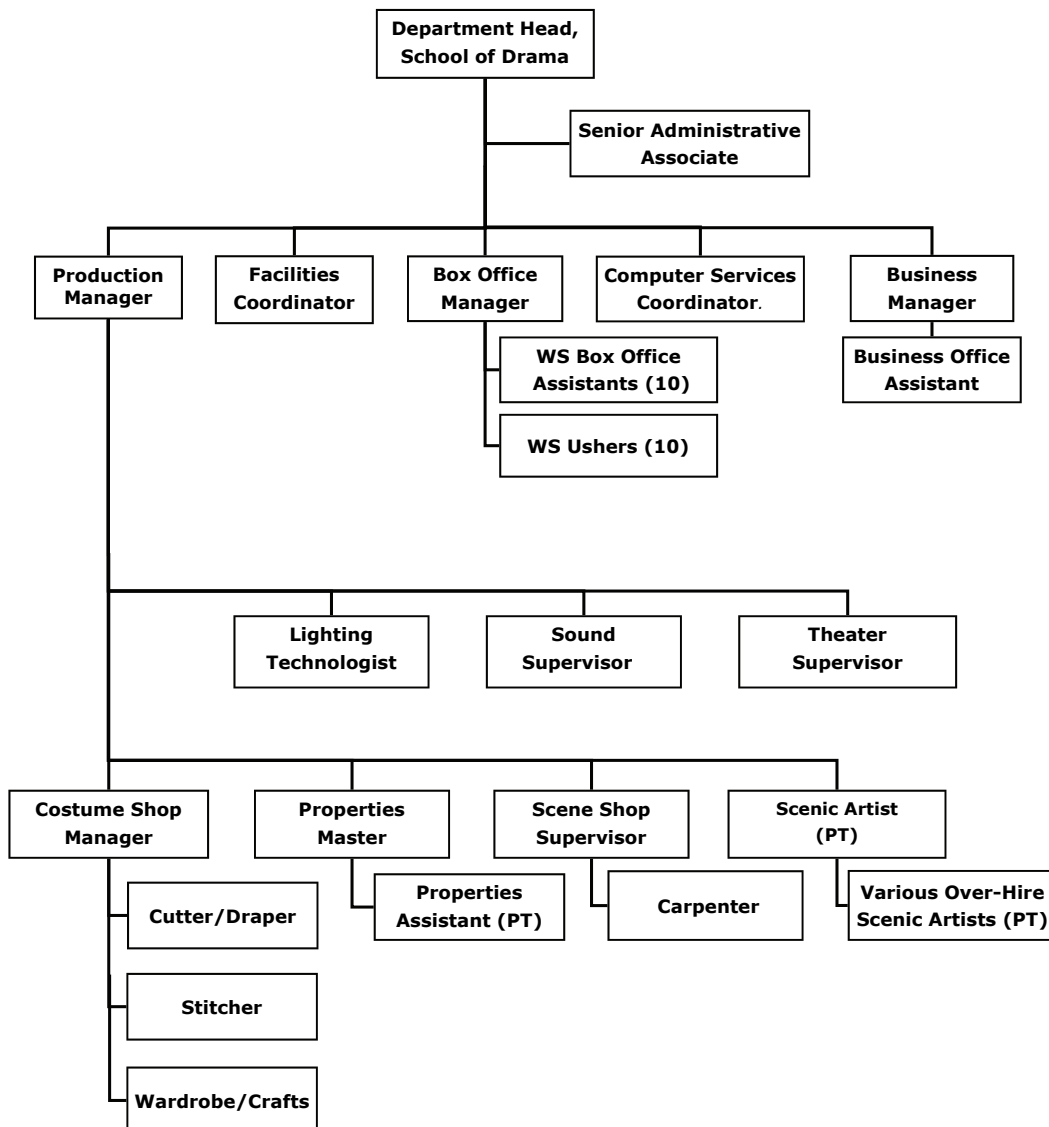 Department Head,
School of Drama
Senior Administrative
Associate
Production
Manager
Facilities
Coordinator
Box Office
Manager
Computer Services
Coordinator.
Business
Manager
WS Box Office
Assistants (10)
Business Office
Assistant
WS Ushers (10)
Lighting
Technologist
Sound
Supervisor
Theater
Supervisor
Costume Shop
Manager
Properties
Master
Scene Shop
Supervisor
Scenic Artist
(PT)
Cutter/Draper
Properties
Assistant (PT)
Carpenter
Various Over-Hire
Scenic Artists (PT)
Stitcher
Wardrobe/Crafts